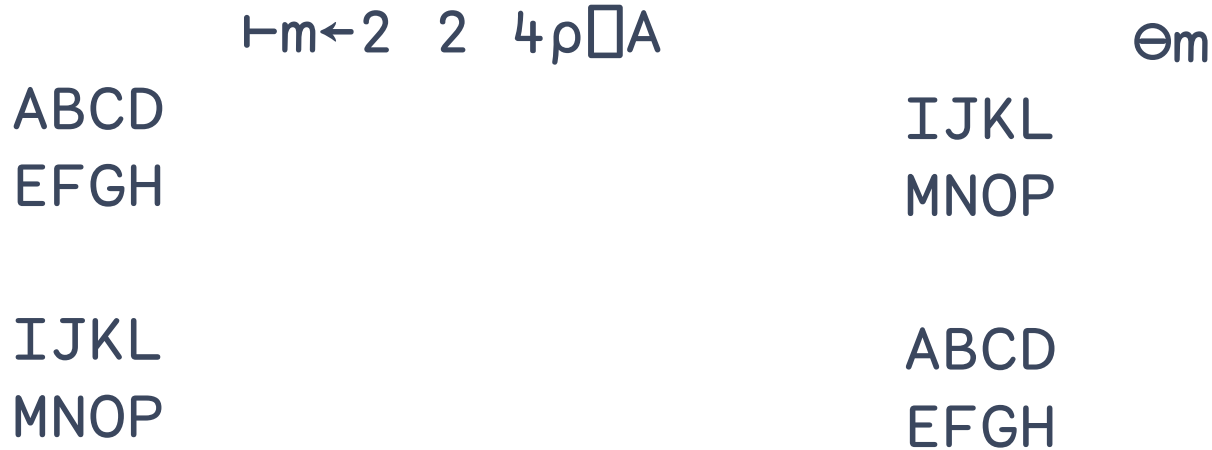 ⊢m←2 2 4⍴⎕A
ABCD
EFGH
IJKL
MNOP
⊖m
IJKL
MNOP
ABCD
EFGH